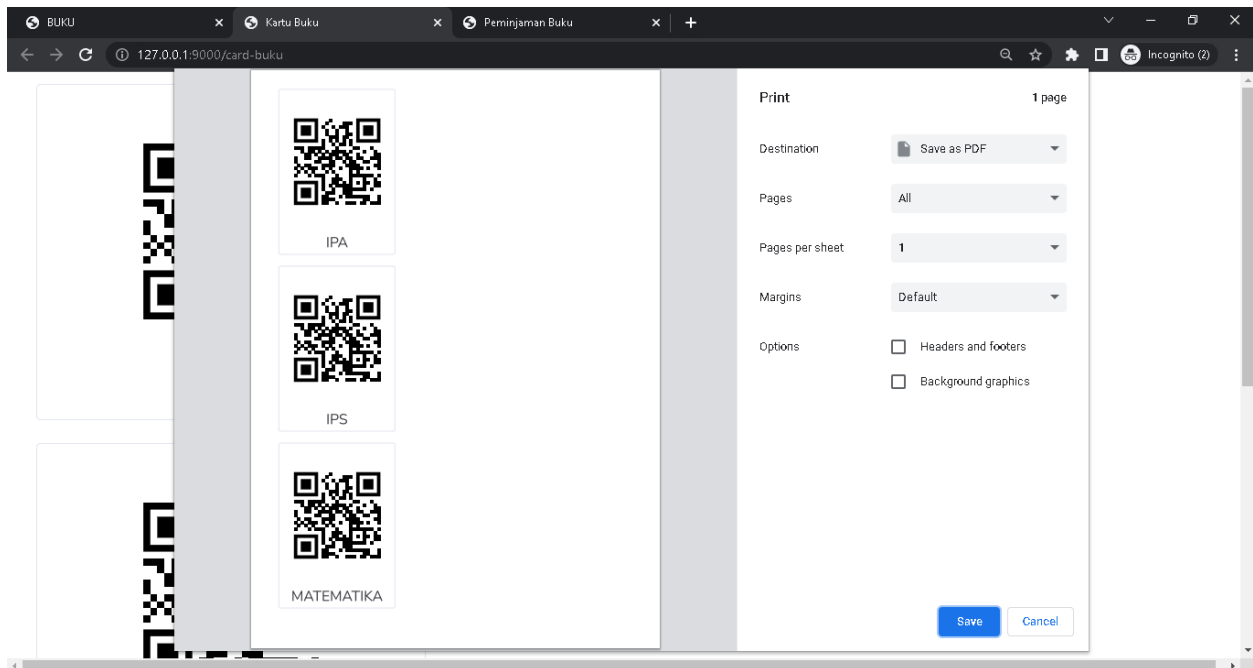 BUKU
Kartu Buku
Peminjaman Buku
127.0.0.1:9000/card-buku
Incognito (2)
IPA
IPS
MATEMATIKA
Print
1 page
Destination
Save as PDF
Pages
All
Pages per sheet
1
Margins
Default
Options
Headers and footers
Background graphics
Save
Cancel